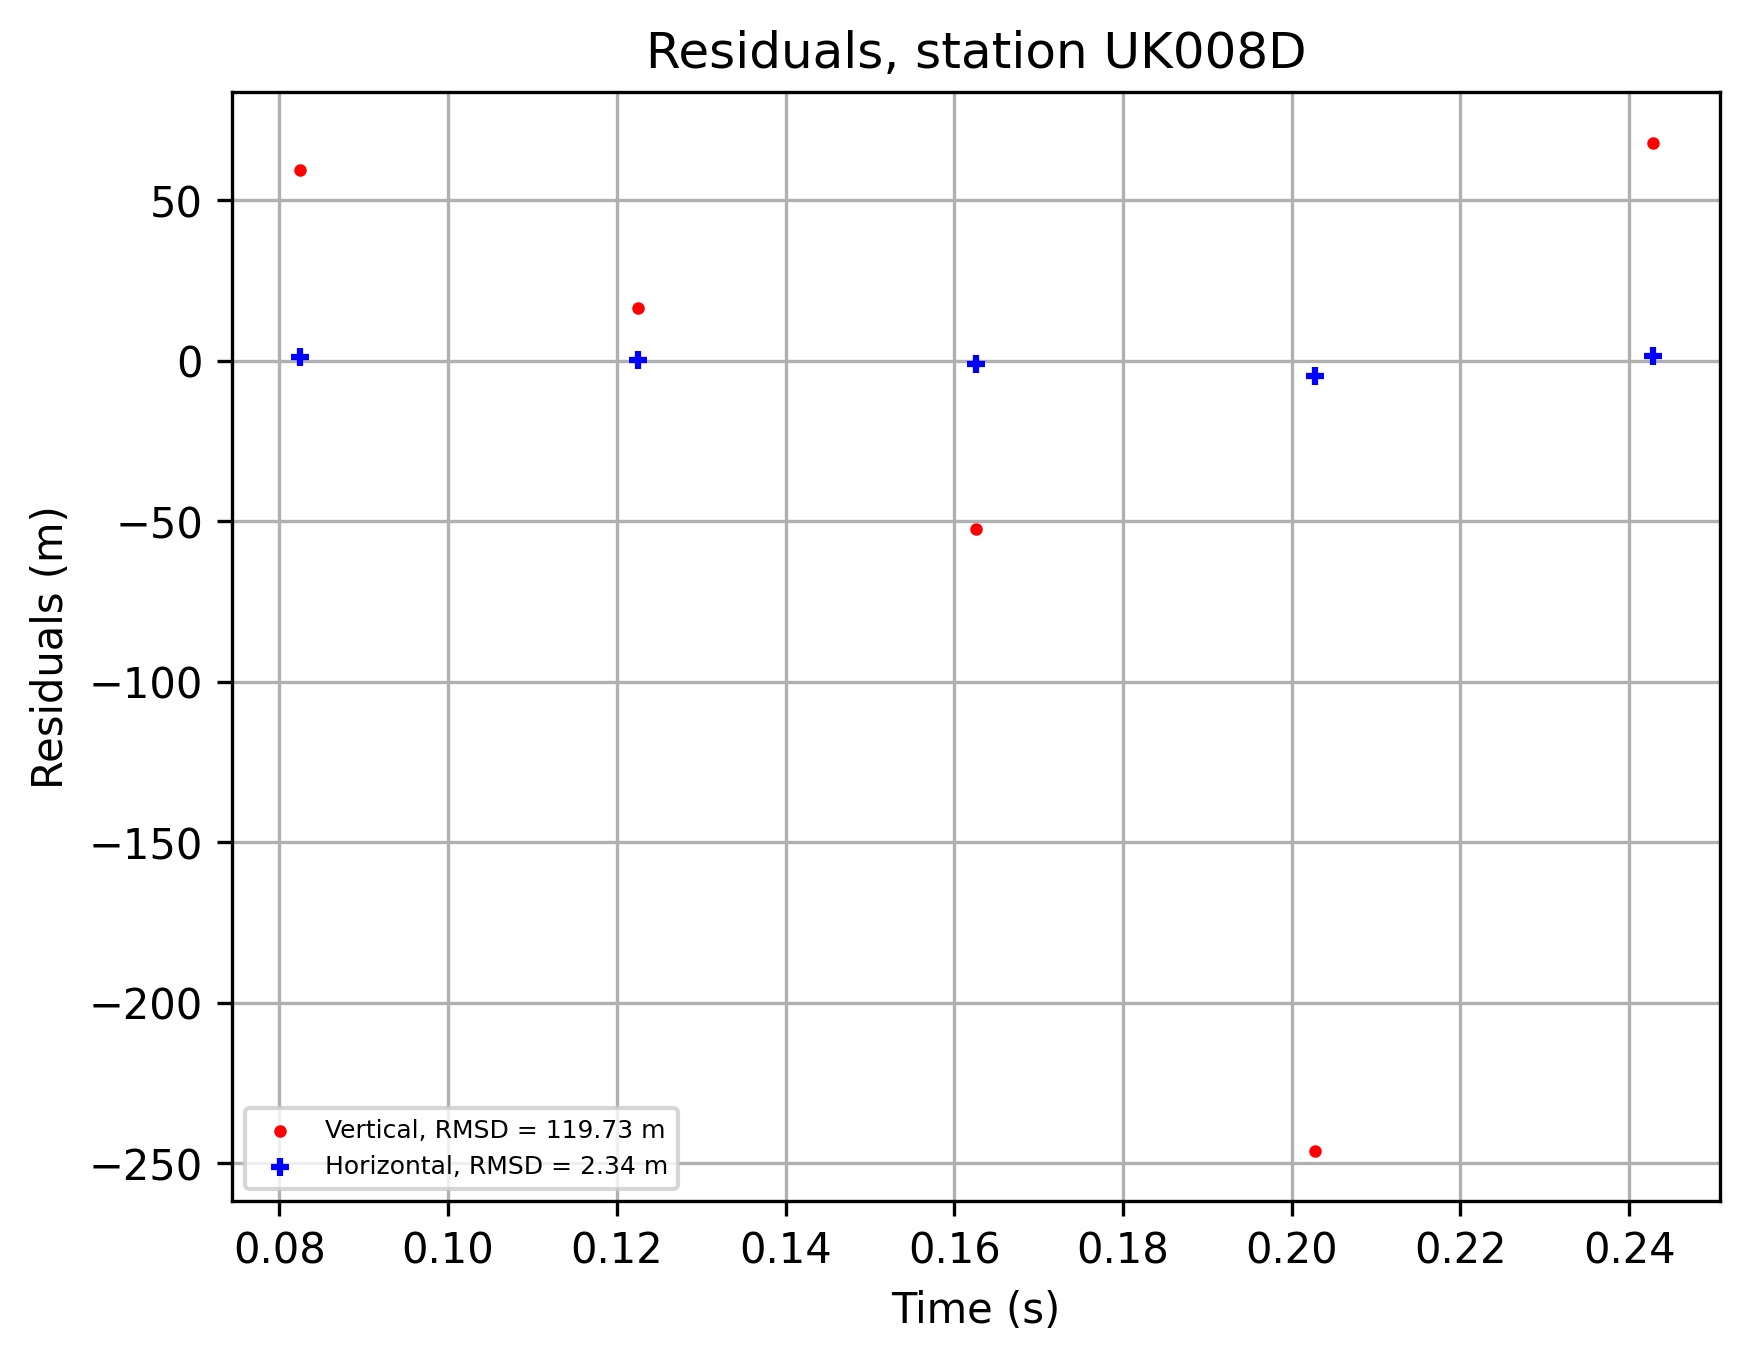 Residuals, station UK008D
50
0
−50
−100
−150
−200
−250
Residuals (m)
Vertical, RMSD = 119.73 m
Horizontal, RMSD = 2.34 m
0.08 0.10 0.12 0.14 0.16 0.18 0.20 0.22 0.24
Time (s)